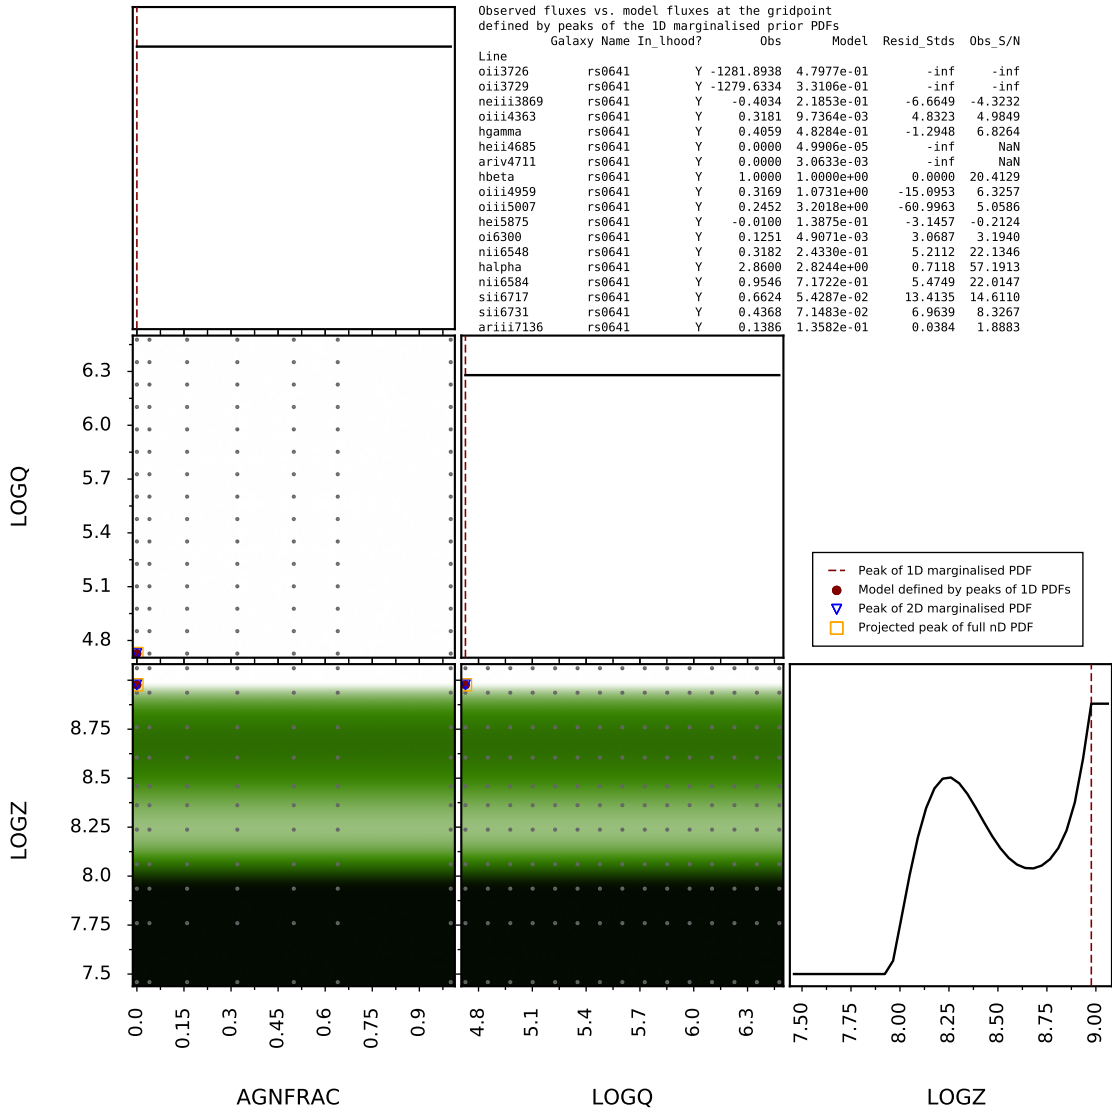 Observed fluxes vs. model fluxes at the gridpoint
defined by peaks of the 1D marginalised prior PDFs
Galaxy Name In_lhood? Obs Model Resid_Stds Obs_S/N
Line
oii3726 rs0641 Y -1281.8938 4.7977e-01 -inf -inf
oii3729 rs0641 Y -1279.6334 3.3106e-01 -inf -inf
neiii3869 rs0641 Y -0.4034 2.1853e-01 -6.6649 -4.3232
oiii4363 rs0641 Y 0.3181 9.7364e-03 4.8323 4.9849
hgamma rs0641 Y 0.4059 4.8284e-01 -1.2948 6.8264
heii4685 rs0641 Y 0.0000 4.9906e-05 -inf NaN
ariv4711 rs0641 Y 0.0000 3.0633e-03 -inf NaN
hbeta rs0641 Y 1.0000 1.0000e+00 0.0000 20.4129
oiii4959 rs0641 Y 0.3169 1.0731e+00 -15.0953 6.3257
oiii5007 rs0641 Y 0.2452 3.2018e+00 -60.9963 5.0586
hei5875 rs0641 Y -0.0100 1.3875e-01 -3.1457 -0.2124
oi6300 rs0641 Y 0.1251 4.9071e-03 3.0687 3.1940
nii6548 rs0641 Y 0.3182 2.4330e-01 5.2112 22.1346
halpha rs0641 Y 2.8600 2.8244e+00 0.7118 57.1913
nii6584 rs0641 Y 0.9546 7.1722e-01 5.4749 22.0147
sii6717 rs0641 Y 0.6624 5.4287e-02 13.4135 14.6110
sii6731 rs0641 Y 0.4368 7.1483e-02 6.9639 8.3267
ariii7136 rs0641 Y 0.1386 1.3582e-01 0.0384 1.8883
LOGQ
6.3
6.0
5.7
5.4
5.1
4.8
Peak of 1D marginalised PDF
Model defined by peaks of 1D PDFs
Peak of 2D marginalised PDF
Projected peak of full nD PDF
LOGZ
8.75
8.5
8.25
8.0
7.75
7.5
0.0 0.15 0.3 0.45 0.6 0.75 0.9
4.8 5.1 5.4 5.7 6.0 6.3
7.50 7.75 8.00 8.25 8.50 8.75 9.00
AGNFRAC LOGQ LOGZ